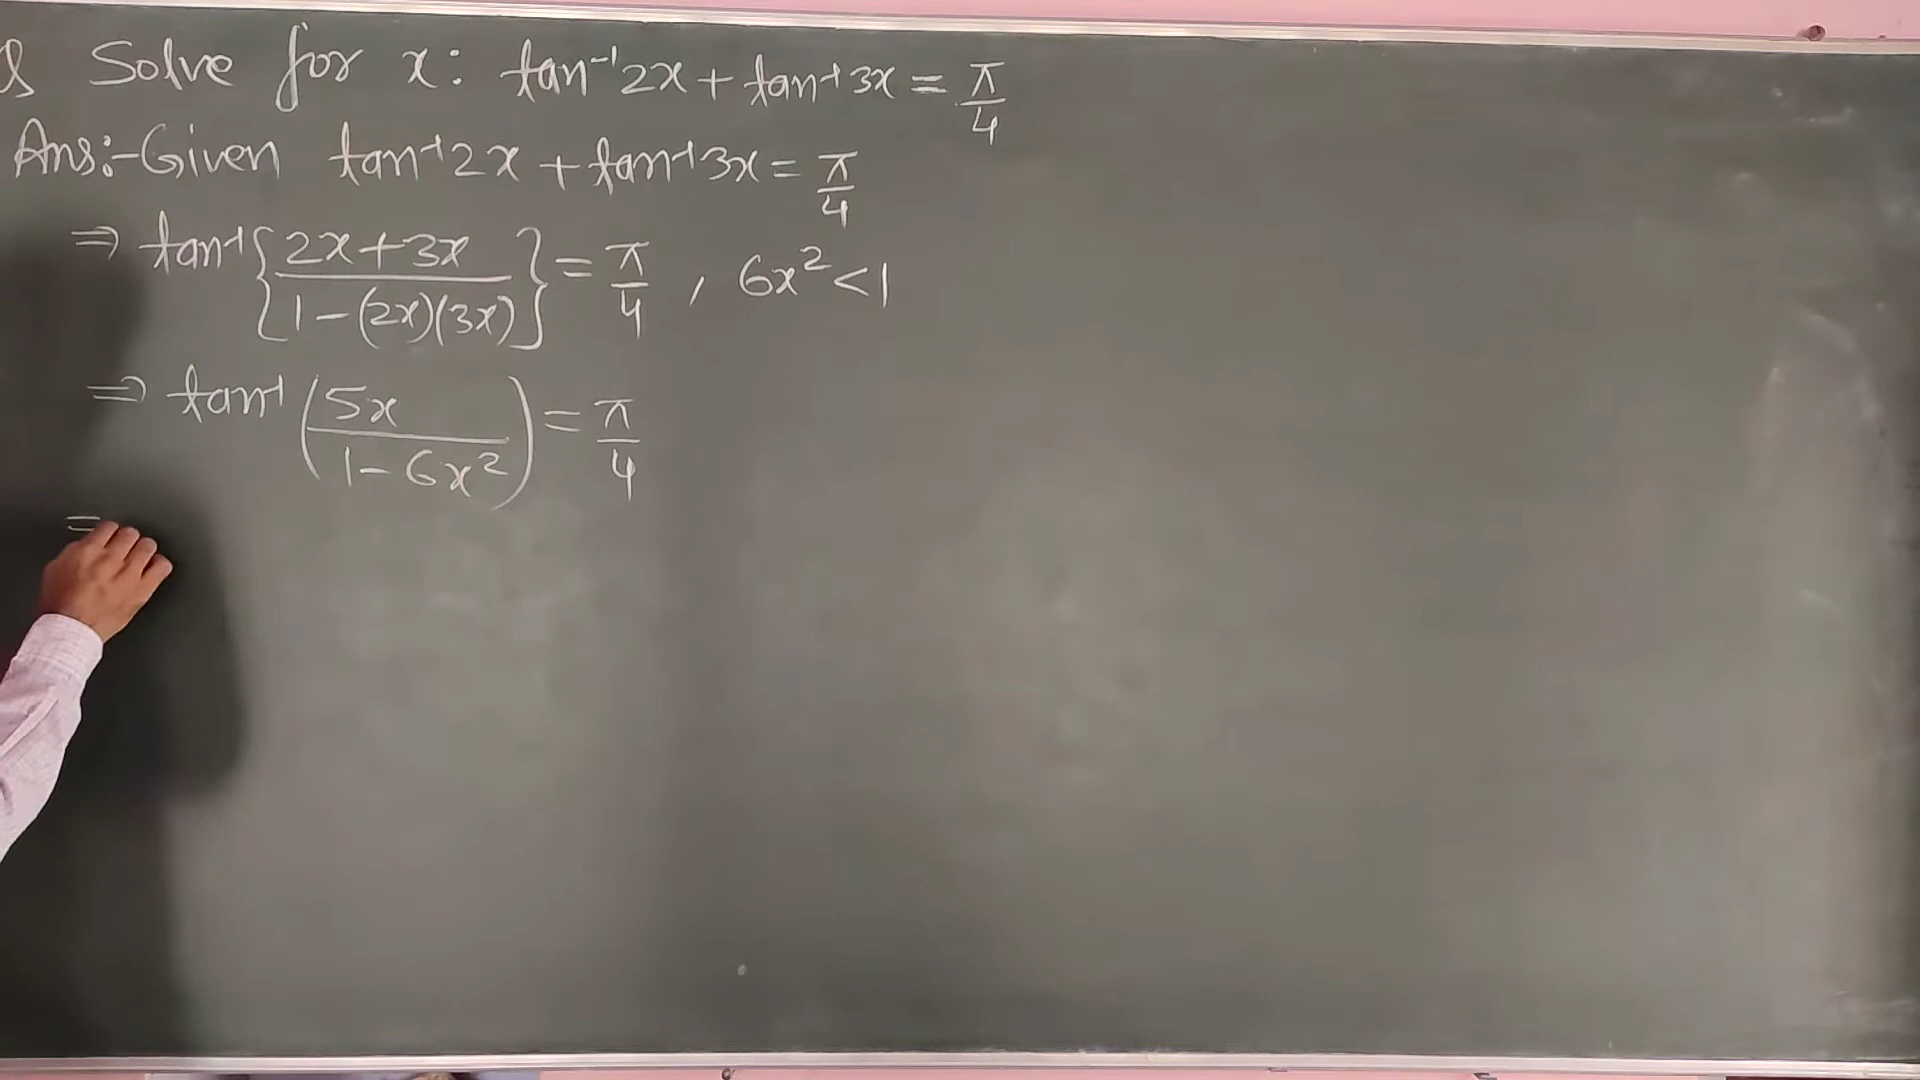 Q Solve for x: tan⁻¹2x + tan⁻¹3x = π/4
Ans:- Given tan⁻¹2x + tan⁻¹3x = π/4
⇒ tan⁻¹{(2x+3x)/(1-(2x)(3x))} = π/4 , 6x² < 1
⇒ tan⁻¹(5x/(1-6x²)) = π/4
=